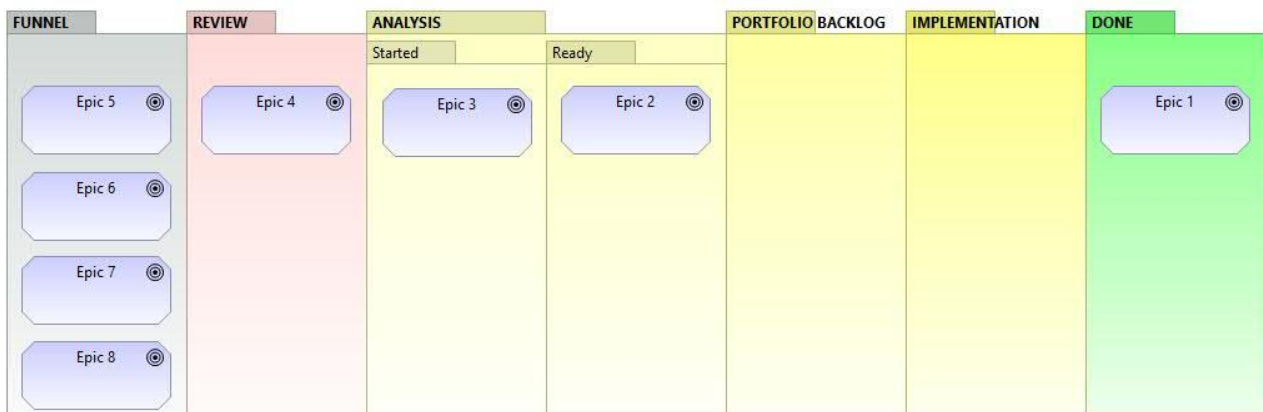 FUNNEL
REVIEW
ANALYSIS
PORTFOLIO BACKLOG
IMPLEMENTATION
DONE
Started
Ready
Epic 5
Epic 4
Epic 3
Epic 2
Epic 1
Epic 6
Epic 7
Epic 8